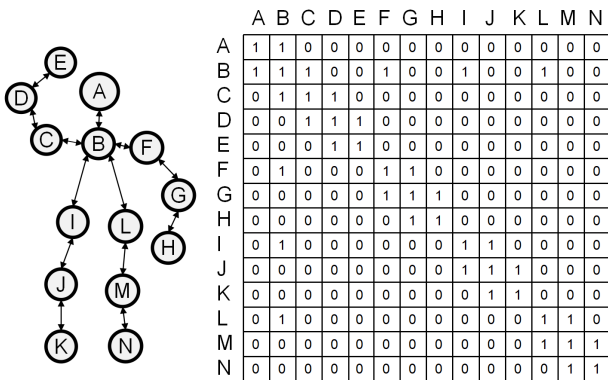 E
D
A
C B F
G
I L H
J M
K N
A B C D E F G H I J K L M N
A 1 1 0 0 0 0 0 0 0 0 0 0 0 0
B 1 1 1 0 0 1 0 0 1 0 0 1 0 0
C 0 1 1 1 0 0 0 0 0 0 0 0 0 0
D 0 0 1 1 1 0 0 0 0 0 0 0 0 0
E 0 0 0 1 1 0 0 0 0 0 0 0 0 0
F 0 1 0 0 0 1 1 0 0 0 0 0 0 0
G 0 0 0 0 0 1 1 1 0 0 0 0 0 0
H 0 0 0 0 0 0 1 1 0 0 0 0 0 0
I 0 1 0 0 0 0 0 0 1 1 0 0 0 0
J 0 0 0 0 0 0 0 0 1 1 1 0 0 0
K 0 0 0 0 0 0 0 0 0 1 1 0 0 0
L 0 1 0 0 0 0 0 0 0 0 0 1 1 0
M 0 0 0 0 0 0 0 0 0 0 0 1 1 1
N 0 0 0 0 0 0 0 0 0 0 0 0 1 1